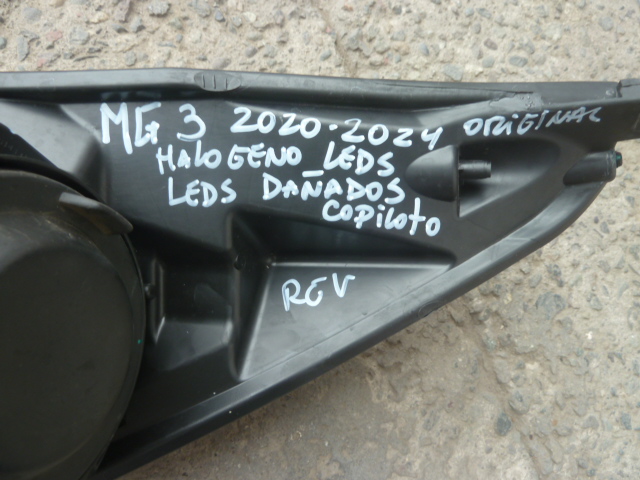 MG 3 2020-2024 ORIGINAL
HALOGENO_LEDS
LEDS DAÑADOS
COPILOTO
REV